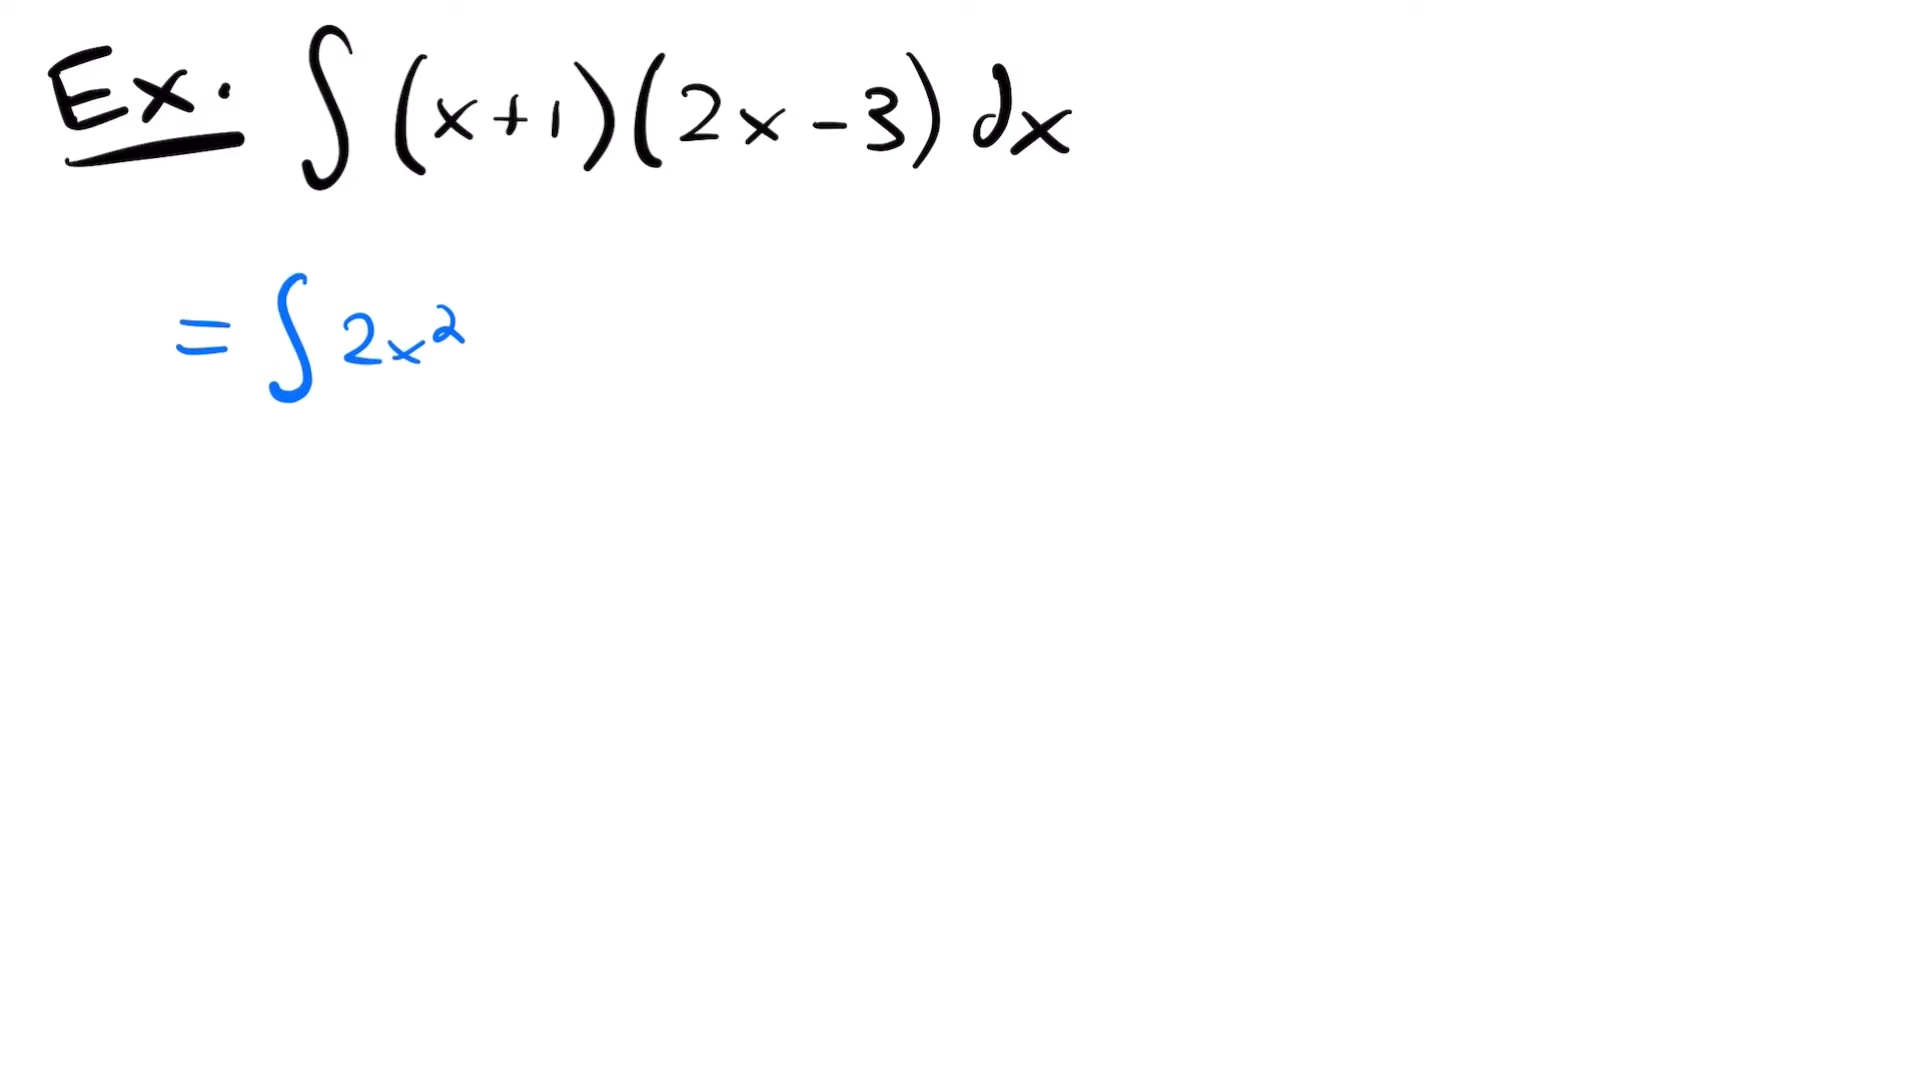 Ex. ∫ (x+1)(2x-3) dx
= ∫ 2x²